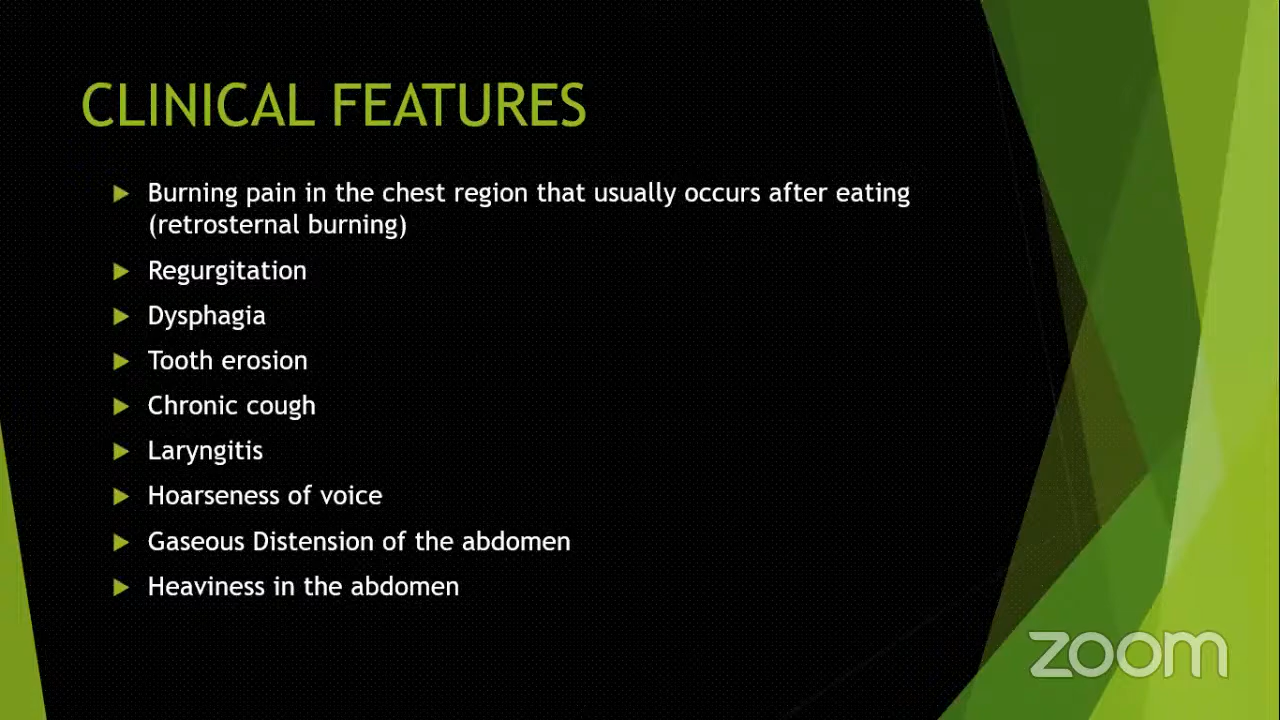 CLINICAL FEATURES
Burning pain in the chest region that usually occurs after eating
(retrosternal burning)
Regurgitation
Dysphagia
Tooth erosion
Chronic cough
Laryngitis
Hoarseness of voice
Gaseous Distension of the abdomen
Heaviness in the abdomen
zoom